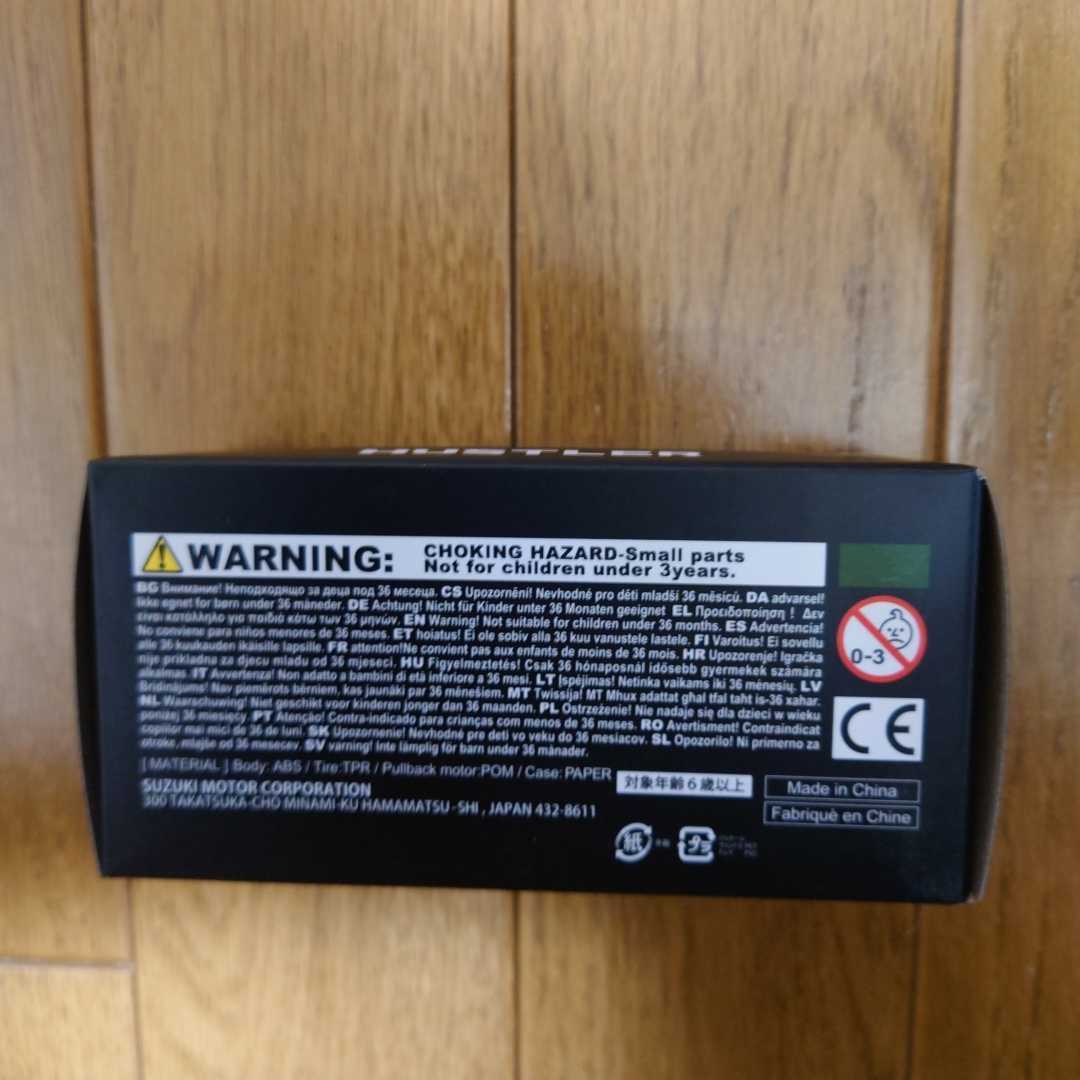 HUSTLER
WARNING: CHOKING HAZARD-Small parts
Not for children under 3years.
BG Внимание! Неподходящо за деца под 36 месеца. CS Upozornění! Nevhodné pro děti mladší 36 měsíců. DA advarsel!
Ikke egnet for børn under 36 måneder. DE Achtung! Nicht für Kinder unter 36 Monaten geeignet EL Προειδοποίηση ! Δεν
είναι κατάλληλο για παιδιά κάτω των 36 μηνών. EN Warning! Not suitable for children under 36 months. ES Advertencia!
No conviene para niños menores de 36 meses. ET hoiatus! Ei ole sobiv alla 36 kuu vanustele lastele. FI Varoitus! Ei sovellu
alle 36 kuukauden ikäisille lapsille. FR attention!Ne convient pas aux enfants de moins de 36 mois. HR Upozorenje! Igračka
nije prikladna za djecu mlađu od 36 mjeseci. HU Figyelmeztetés! Csak 36 hónaposnál idősebb gyermekek számára
alkalmas. IT Avvertenza! Non adatto a bambini di età inferiore a 36 mesi. LT Įspėjimas! Netinka vaikams iki 36 mėnesių. LV
Brīdinājums! Nav piemērots bērniem, kas jaunāki par 36 mēnešiem. MT Twissija! MT Mhux adattat għal tfal taħt is-36 xahar.
NL Waarschuwing! Niet geschikt voor kinderen jonger dan 36 maanden. PL Ostrzeżenie! Nie nadaje się dla dzieci w wieku
poniżej 36 miesięcy. PT Atenção! Contra-indicado para crianças com menos de 36 meses. RO Avertisment! Contraindicat
copiilor mai mici de 36 de luni. SK Upozornenie! Nevhodné pre deti vo veku do 36 mesiacov. SL Opozorilo! Ni primerno za
otroke, mlajše od 36 mesecev. SV varning! Inte lämplig för barn under 36 månader.
0-3
CE
[ MATERIAL ] Body: ABS / Tire:TPR / Pullback motor:POM / Case: PAPER
対象年齢6歳以上
SUZUKI MOTOR CORPORATION
300 TAKATSUKA-CHO MINAMI-KU HAMAMATSU-SHI , JAPAN 432-8611
Made in China
Fabriquè en Chine
紙
プラ